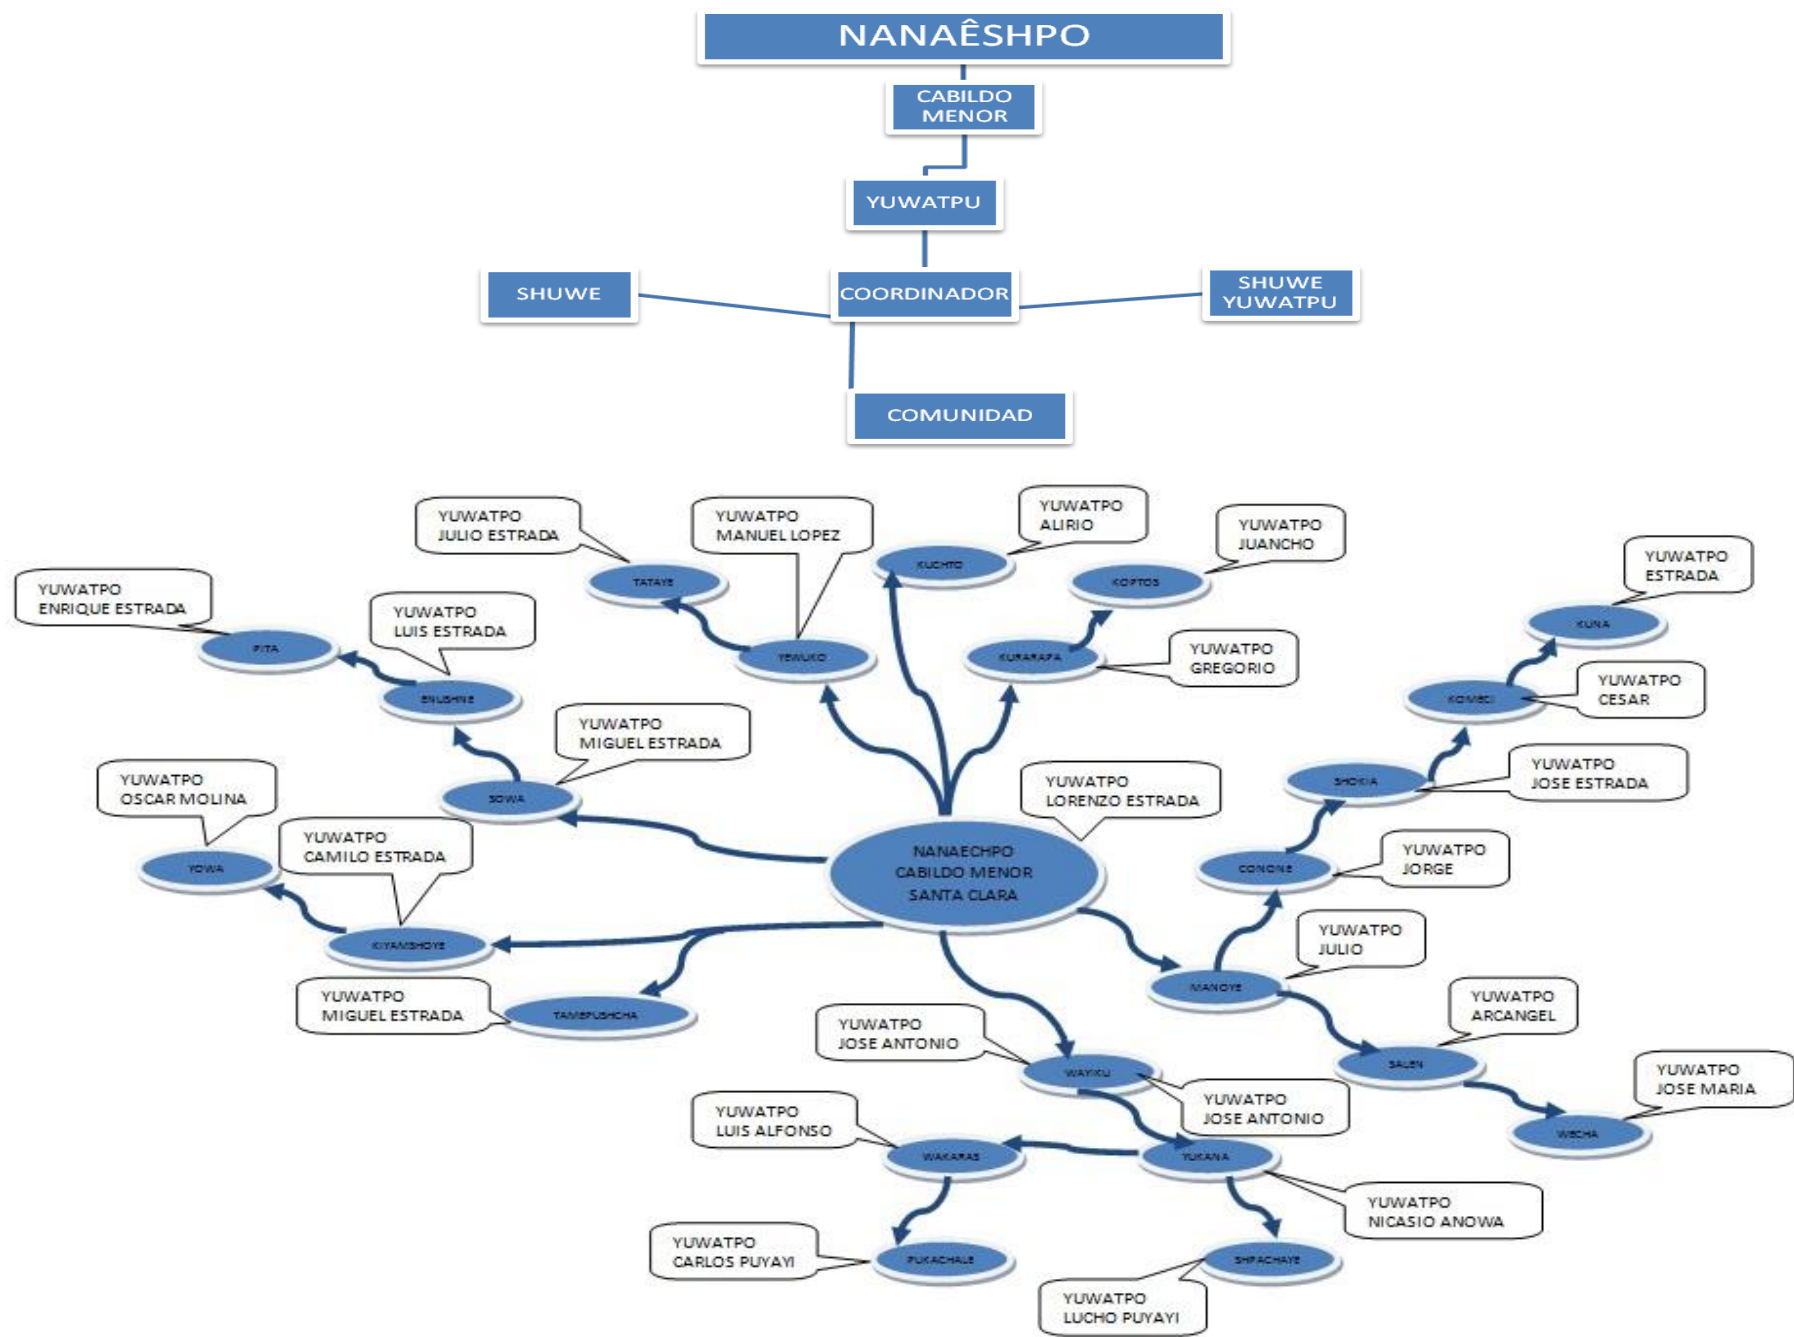 NANAÊSHPO
CABILDO
MENOR
YUWATPU
SHUWE
COORDINADOR
SHUWE
YUWATPU
COMUNIDAD
YUWATPO
JULIO ESTRADA
YUWATPO
MANUEL LOPEZ
YUWATPO
ALIRIO
YUWATPO
JUANCHO
YUWATPO
ESTRADA
KUCHTO
TATAYE
KOPTOS
YUWATPO
ENRIQUE ESTRADA
YUWATPO
LUIS ESTRADA
KUNA
PITA
YEWUKO
KURARAPA
YUWATPO
GREGORIO
YUWATPO
CESAR
ENUSHNE
KOMECI
YUWATPO
MIGUEL ESTRADA
YUWATPO
OSCAR MOLINA
SOWA
YUWATPO
LORENZO ESTRADA
SHOKIA
YUWATPO
JOSE ESTRADA
YUWATPO
CAMILO ESTRADA
YOWA
NANAECHPO
CABILDO MENOR
SANTA CLARA
CONONE
YUWATPO
JORGE
KIYAMSHOYE
YUWATPO
JULIO
MANOYE
YUWATPO
MIGUEL ESTRADA
TAMEPUSHCHA
YUWATPO
JOSE ANTONIO
YUWATPO
ARCANGEL
WAYIKU
SALEN
YUWATPO
JOSE MARIA
YUWATPO
LUIS ALFONSO
YUWATPO
JOSE ANTONIO
WECHA
WAKARAS
YUKANA
YUWATPO
NICASIO ANOWA
YUWATPO
CARLOS PUYAYI
PUKACHALE
SHPACHAYE
YUWATPO
LUCHO PUYAYI